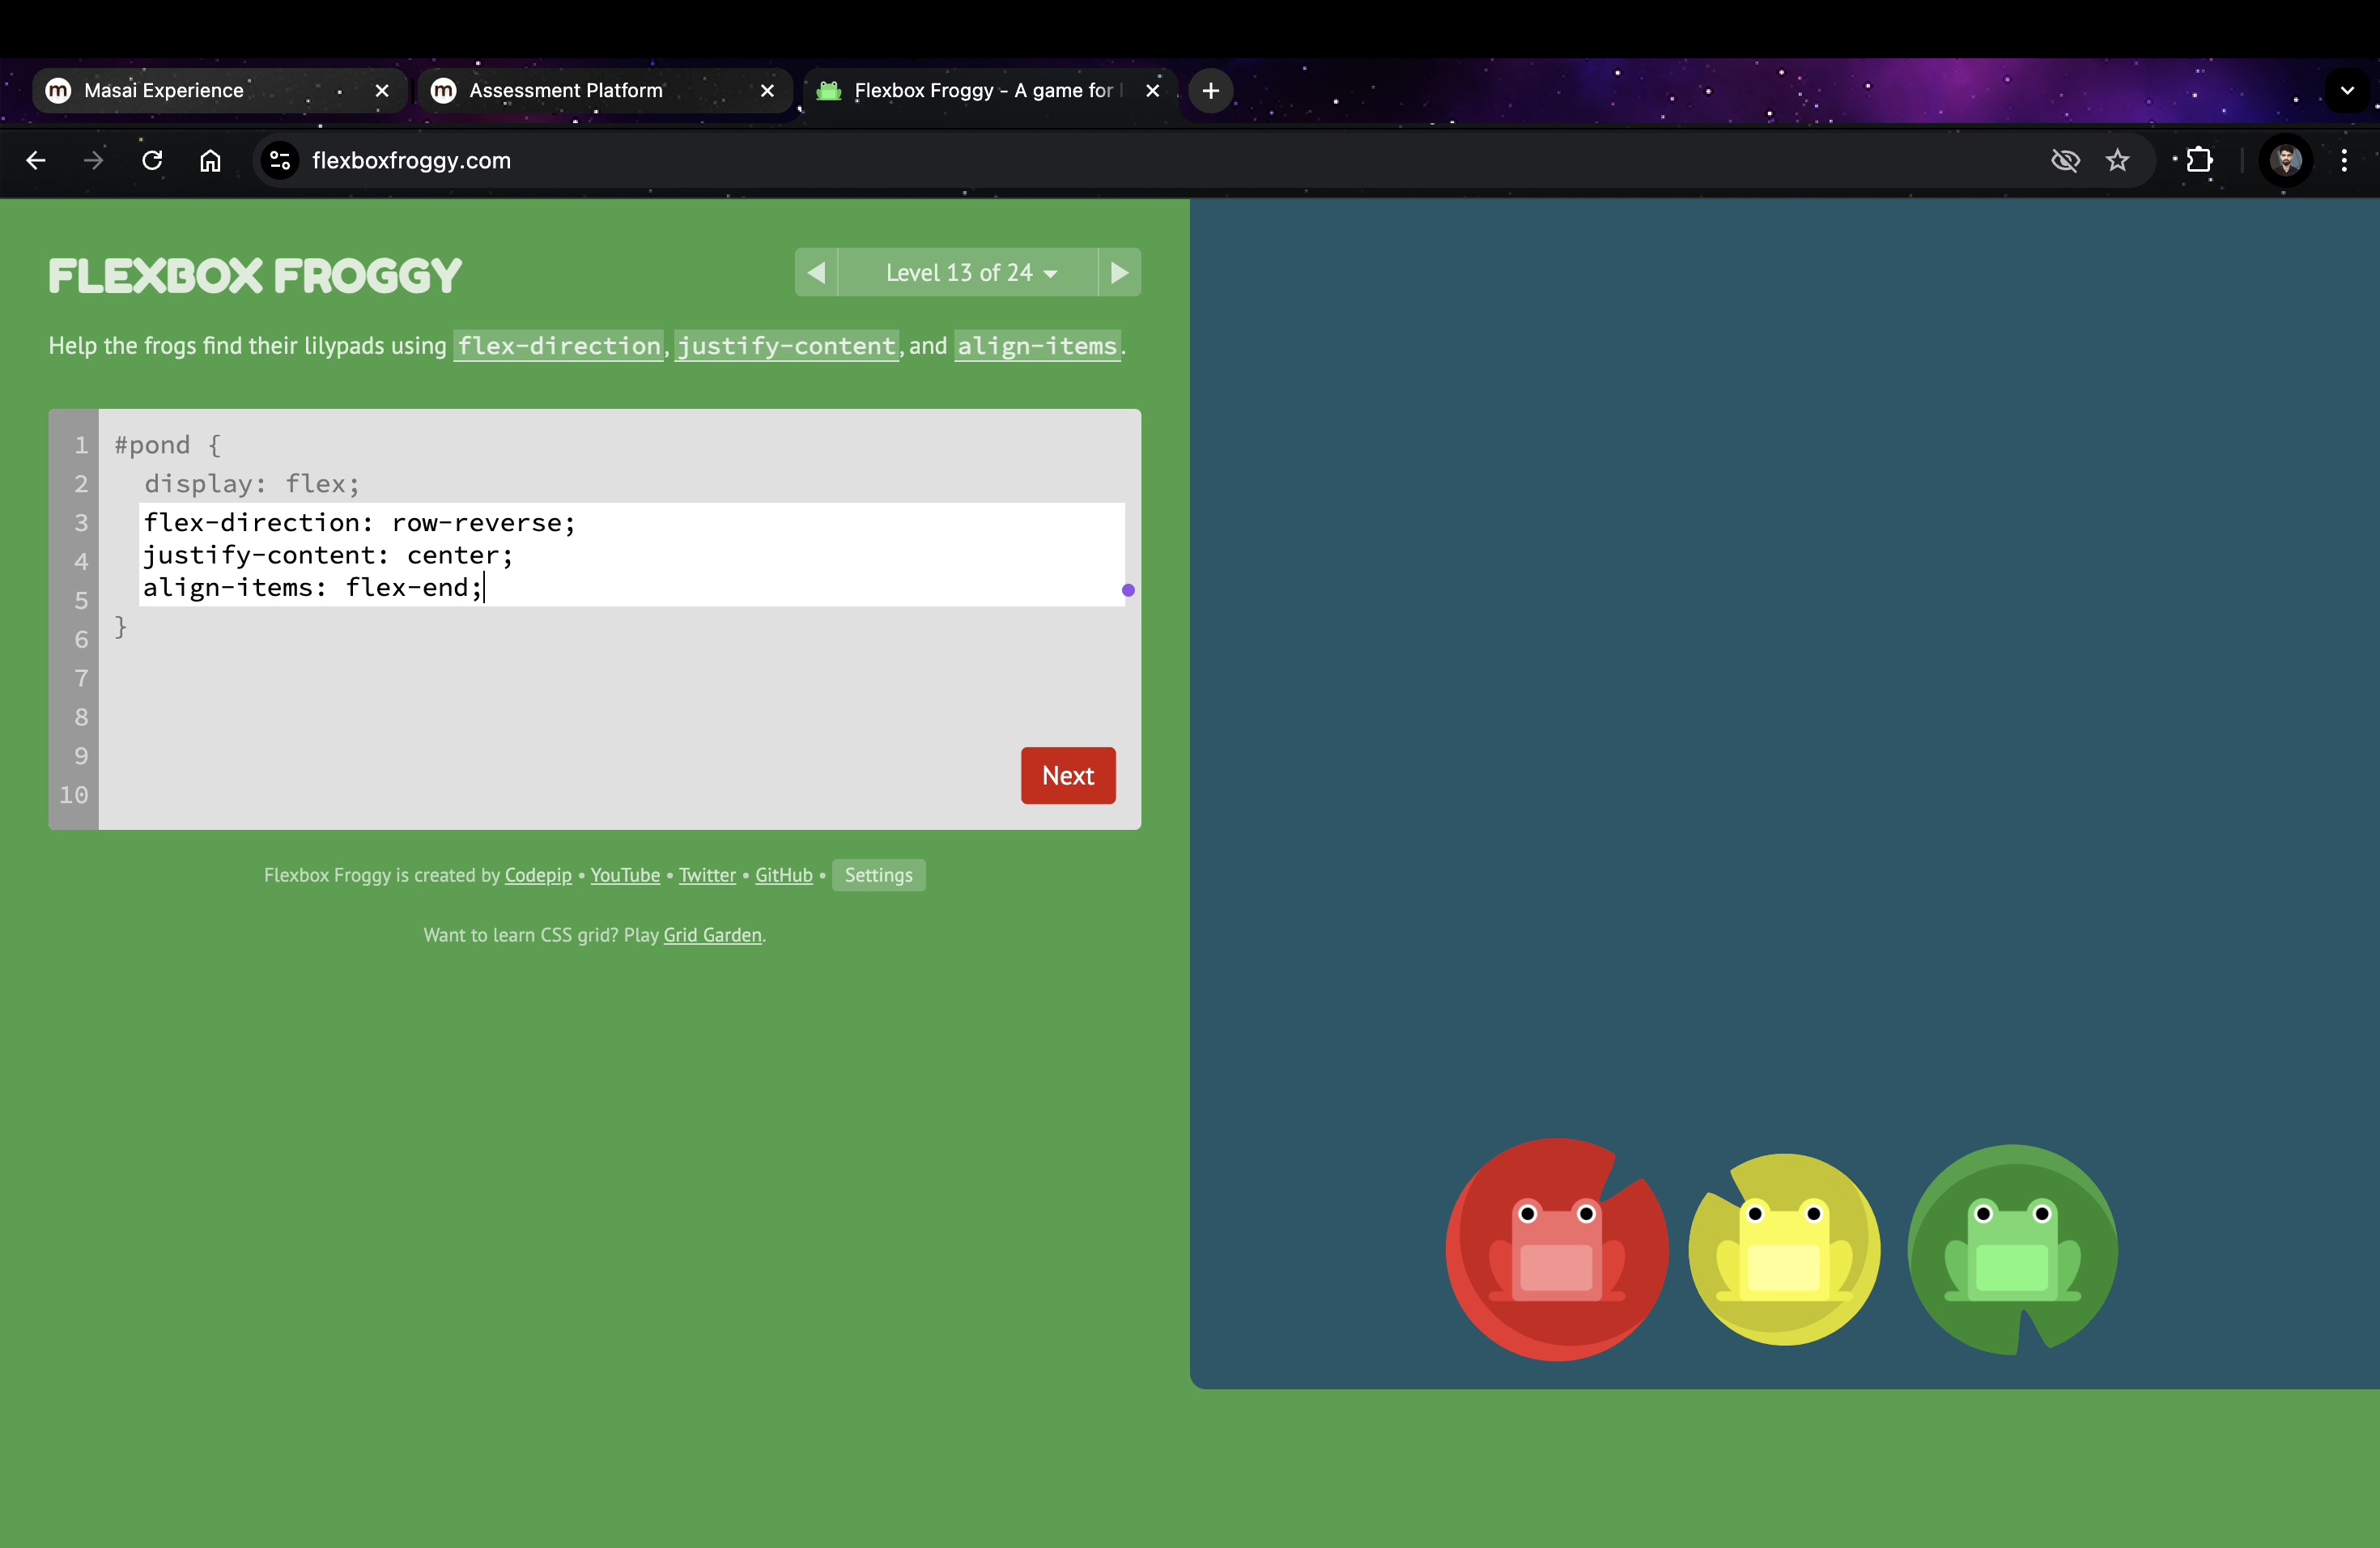 Masai Experience
Assessment Platform
Flexbox Froggy - A game for
flexboxfroggy.com
FLEXBOX FROGGY
Level 13 of 24
Help the frogs find their lilypads using flex-direction, justify-content, and align-items.
1 #pond {
2 display: flex;
3 flex-direction: row-reverse;
4 justify-content: center;
5 align-items: flex-end;
6 }
7
8
9
10
Next
Flexbox Froggy is created by Codepip • YouTube • Twitter • GitHub • Settings
Want to learn CSS grid? Play Grid Garden.